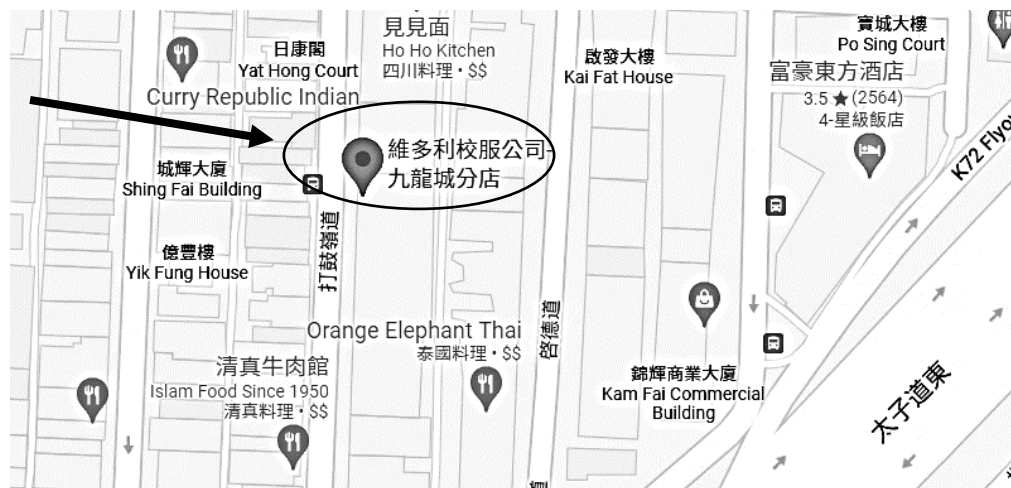 見見面
Ho Ho Kitchen
四川料理・$$
日康閣
Yat Hong Court
Curry Republic Indian
啟發大樓
Kai Fat House
寶城大樓
Po Sing Court
富豪東方酒店
3.5★(2564)
4-星級飯店
K72 Flyo
維多利校服公司-
九龍城分店
城輝大廈
Shing Fai Building
打鼓嶺道
億豐樓
Yik Fung House
Orange Elephant Thai
泰國料理・$$
啓德道
清真牛肉館
Islam Food Since 1950
清真料理・$$
錦輝商業大廈
Kam Fai Commercial
Building
太子道東